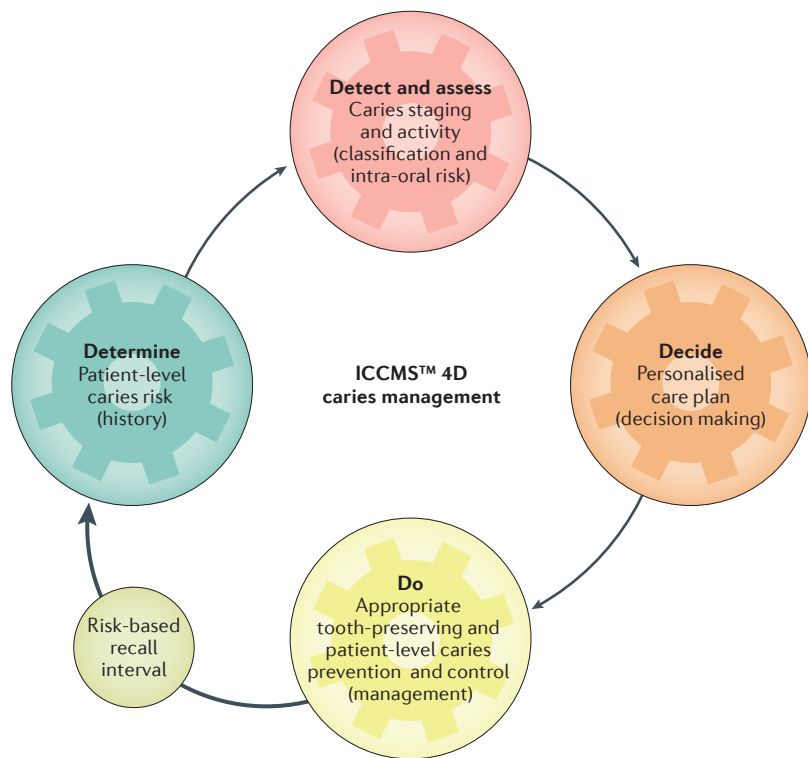 Detect and assess
Caries staging
and activity
(classification and
intra-oral risk)
Determine
Patient-level
caries risk
(history)
ICCMS™ 4D
caries management
Decide
Personalised
care plan
(decision making)
Do
Appropriate
tooth-preserving and
patient-level caries
prevention and control
(management)
Risk-based
recall
interval